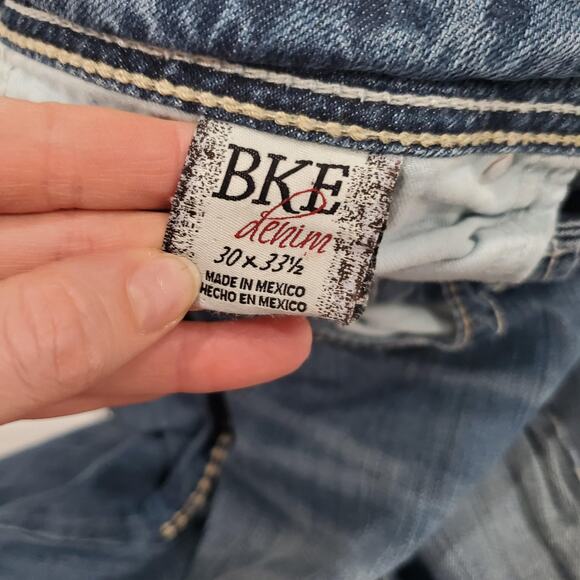 BKE
denim
30 x 33½
MADE IN MEXICO
HECHO EN MEXICO